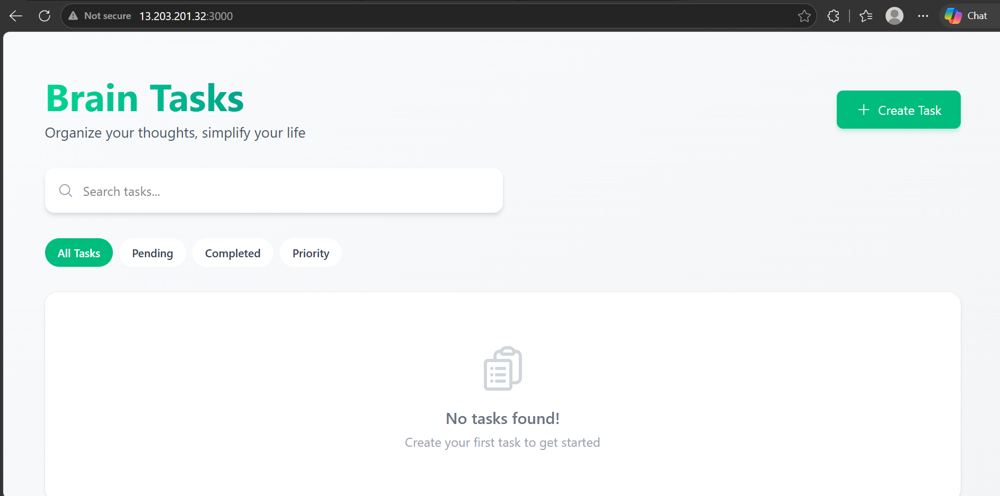 Not secure 13.203.201.32:3000
Chat
Brain Tasks
Organize your thoughts, simplify your life
+ Create Task
Search tasks...
All Tasks Pending Completed Priority
No tasks found!
Create your first task to get started